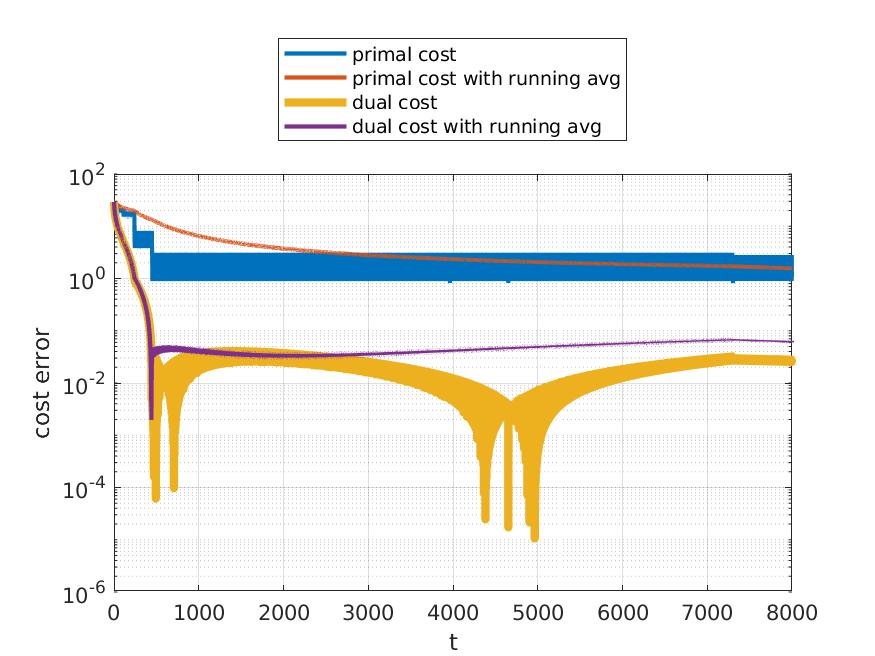 primal cost
primal cost with running avg
dual cost
dual cost with running avg
10^2
10^0
10^-2
10^-4
10^-6
cost error
0 1000 2000 3000 4000 5000 6000 7000 8000
t